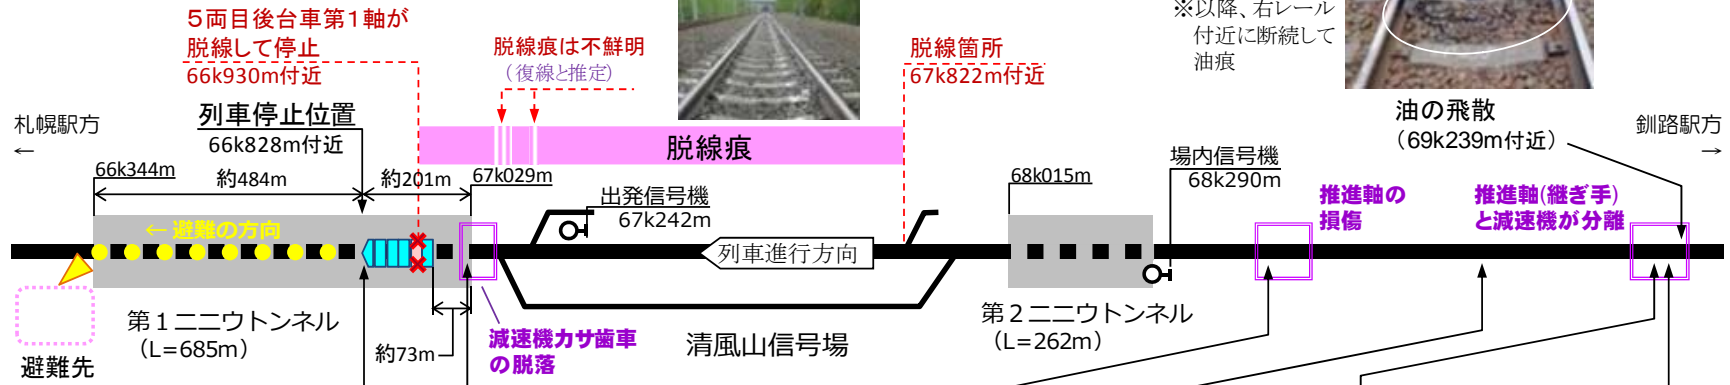 5両目後台車第1軸が
脱線して停止
66k930m付近
脱線痕は不鮮明
（復線と推定）
脱線箇所
67k822m付近
※以降、右レール
付近に断続して
油痕
油の飛散
（69k239m付近）
札幌駅方
←
釧路駅方
→
列車停止位置
66k828m付近
脱線痕
66k344m
約484m
約201m
67k029m
出発信号機
67k242m
68k015m
場内信号機
68k290m
推進軸の
損傷
推進軸(継ぎ手)
と減速機が分離
←避難の方向
列車進行方向
避難先
第1ニニウトンネル
（L=685m）
約73m
減速機カサ歯車
の脱落
清風山信号場
第2ニニウトンネル
（L=262m）